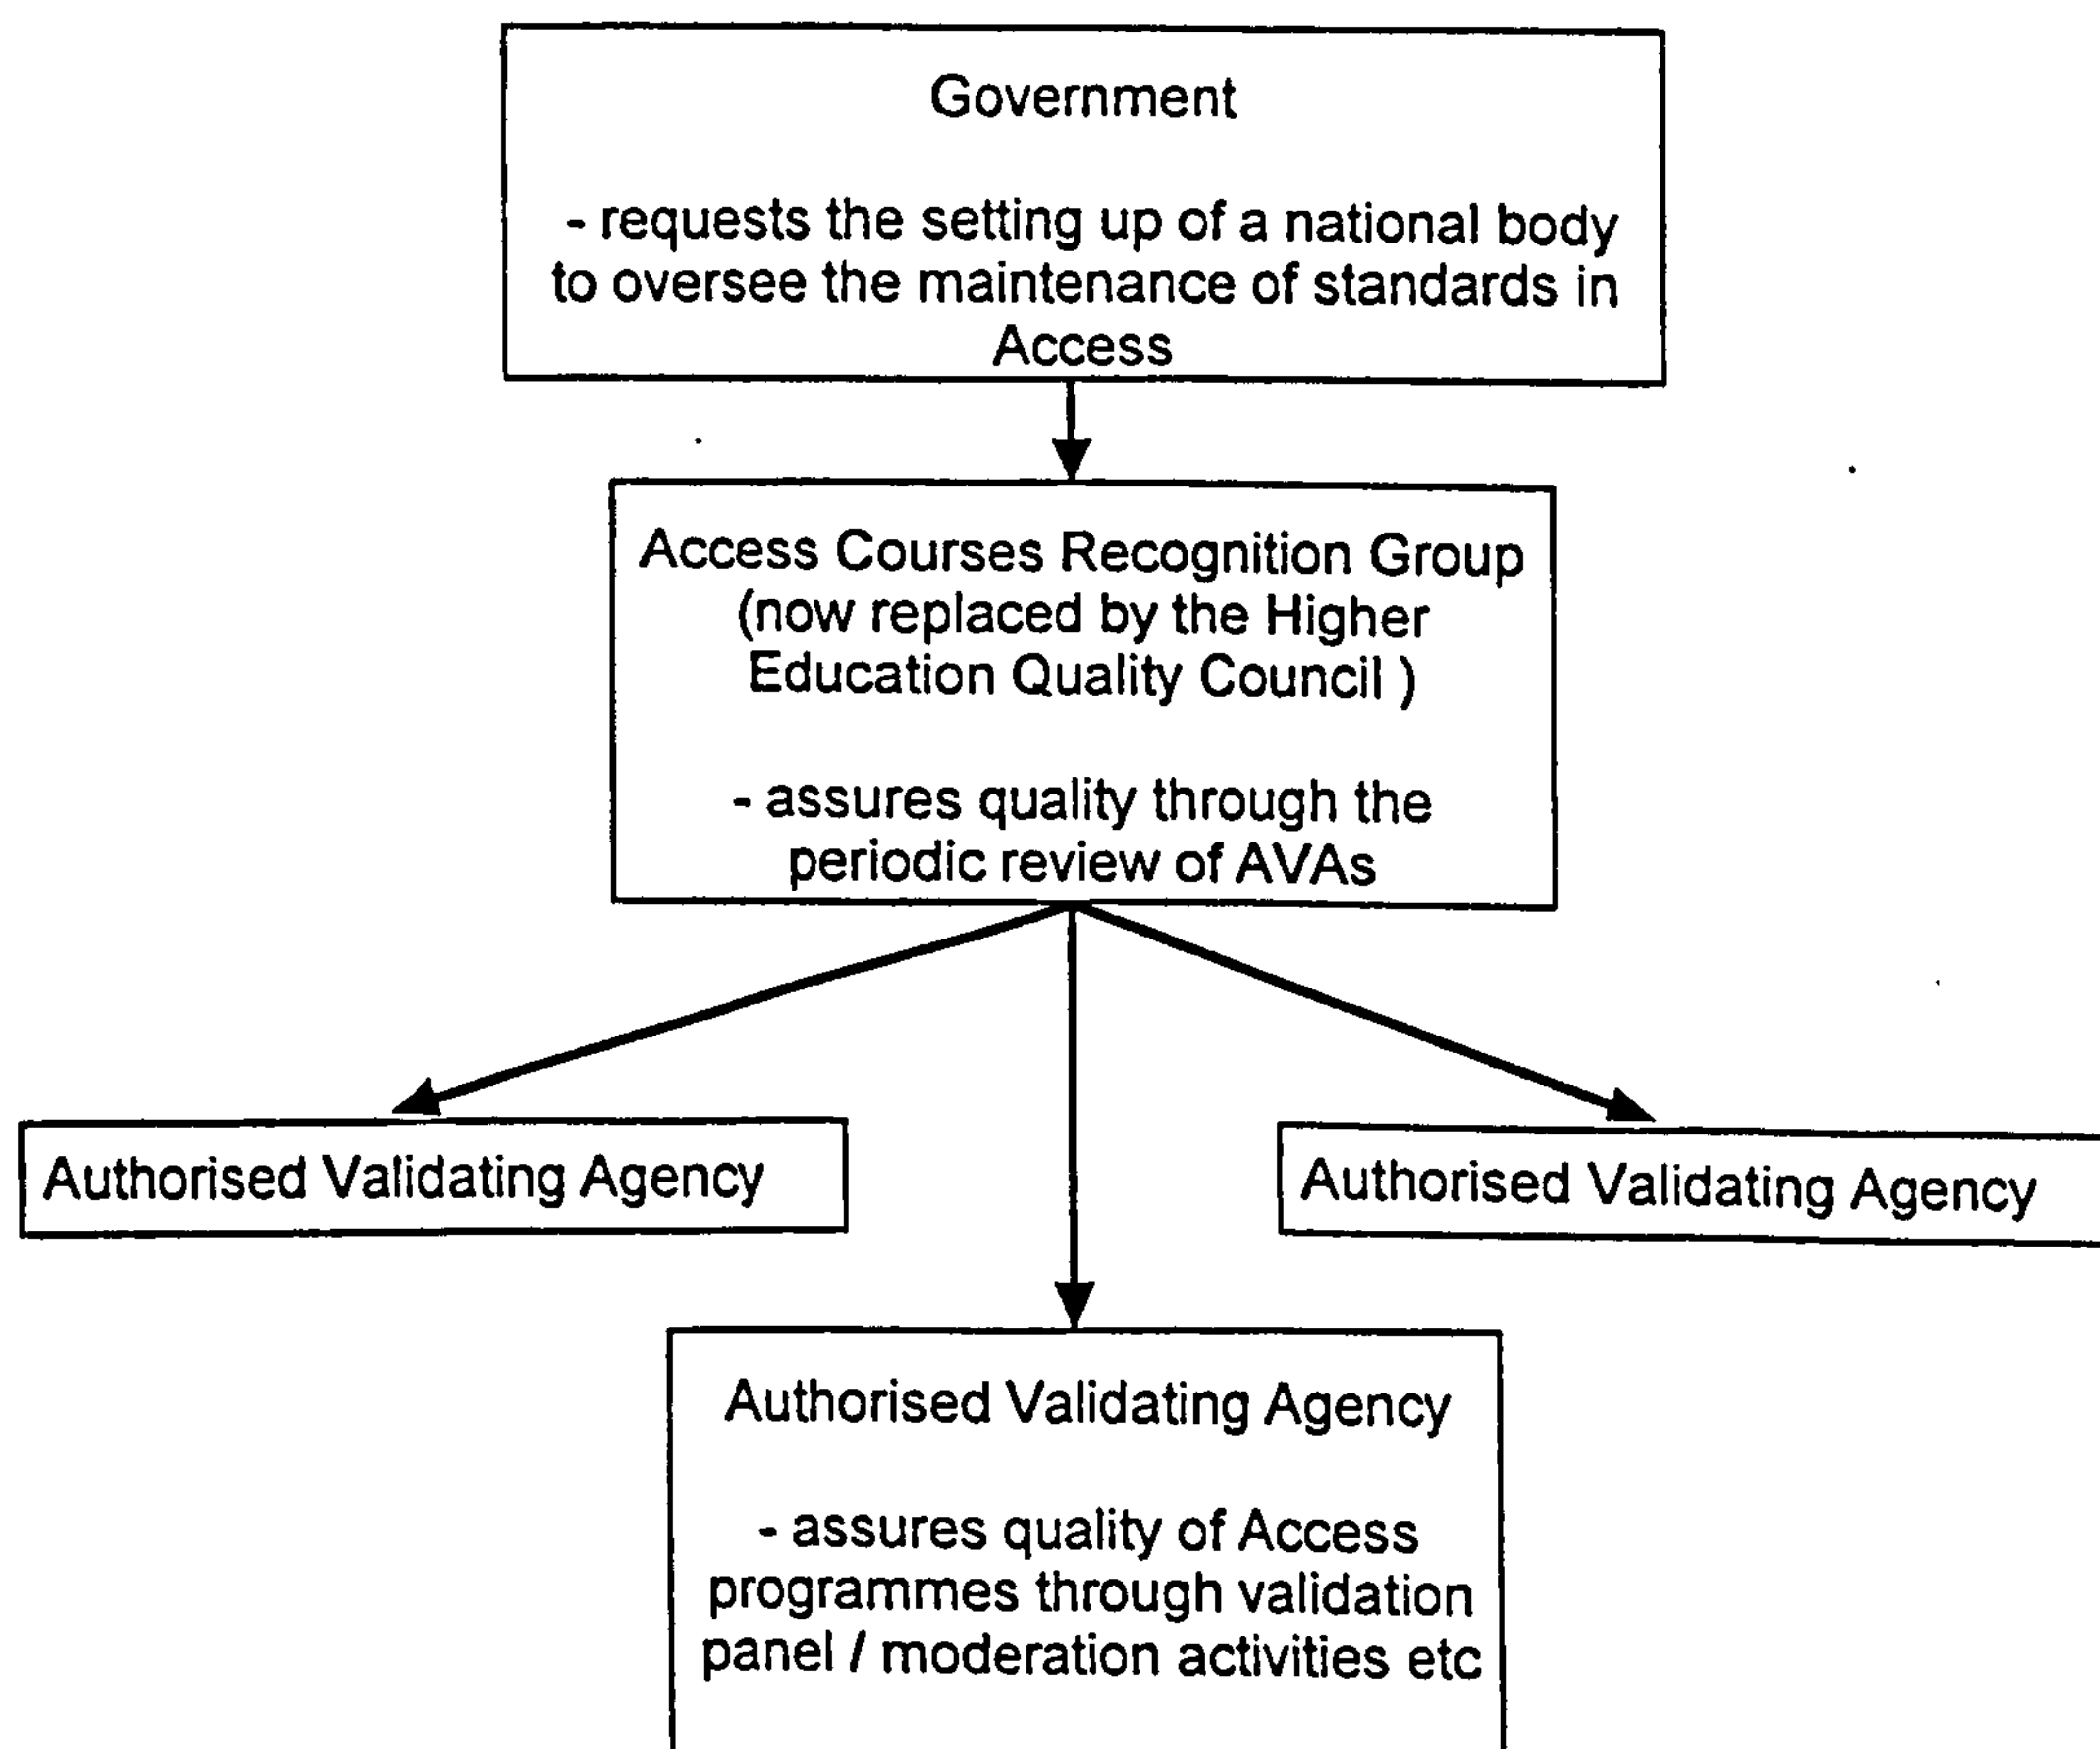 Government
- requests the setting up of a national body
to oversee the maintenance of standards in
Access
Access Courses Recognition Group
(now replaced by the Higher
Education Quality Council )
- assures quality through the
periodic review of AVAs
Authorised Validating Agency
Authorised Validating Agency
Authorised Validating Agency
- assures quality of Access
programmes through validation
panel / moderation activities etc